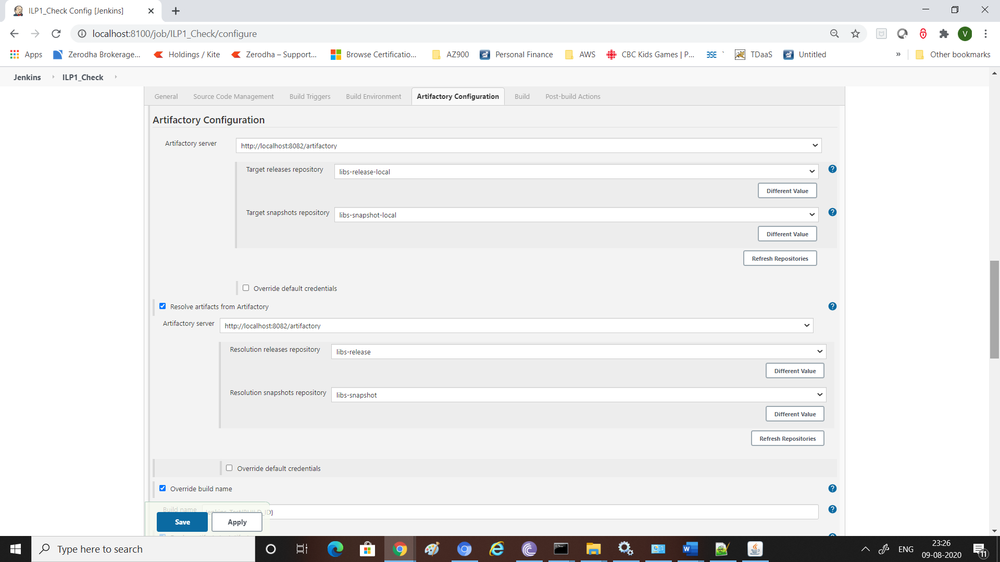 ILP1_Check Config [Jenkins]
localhost:8100/job/ILP1_Check/configure
V
Apps Zerodha Brokerage... Holdings / Kite Zerodha – Support... Browse Certificatio... AZ900 Personal Finance AWS CBC Kids Games | P... BSE ` TDaaS Untitled » Other bookmarks
Jenkins ILP1_Check
General Source Code Management Build Triggers Build Environment Artifactory Configuration Build Post-build Actions
Artifactory Configuration
Artifactory server http://localhost:8082/artifactory
Target releases repository libs-release-local ?
Different Value
Target snapshots repository libs-snapshot-local ?
Different Value
Refresh Repositories
Override default credentials
Resolve artifacts from Artifactory ?
Artifactory server http://localhost:8082/artifactory
Resolution releases repository libs-release
Different Value
Resolution snapshots repository libs-snapshot
Different Value
Refresh Repositories
Override default credentials
Override build name ?
Build name Jenkins_Test{BUILD_ID} ?
Save Apply
Type here to search
ENG
23:26
09-08-2020
11